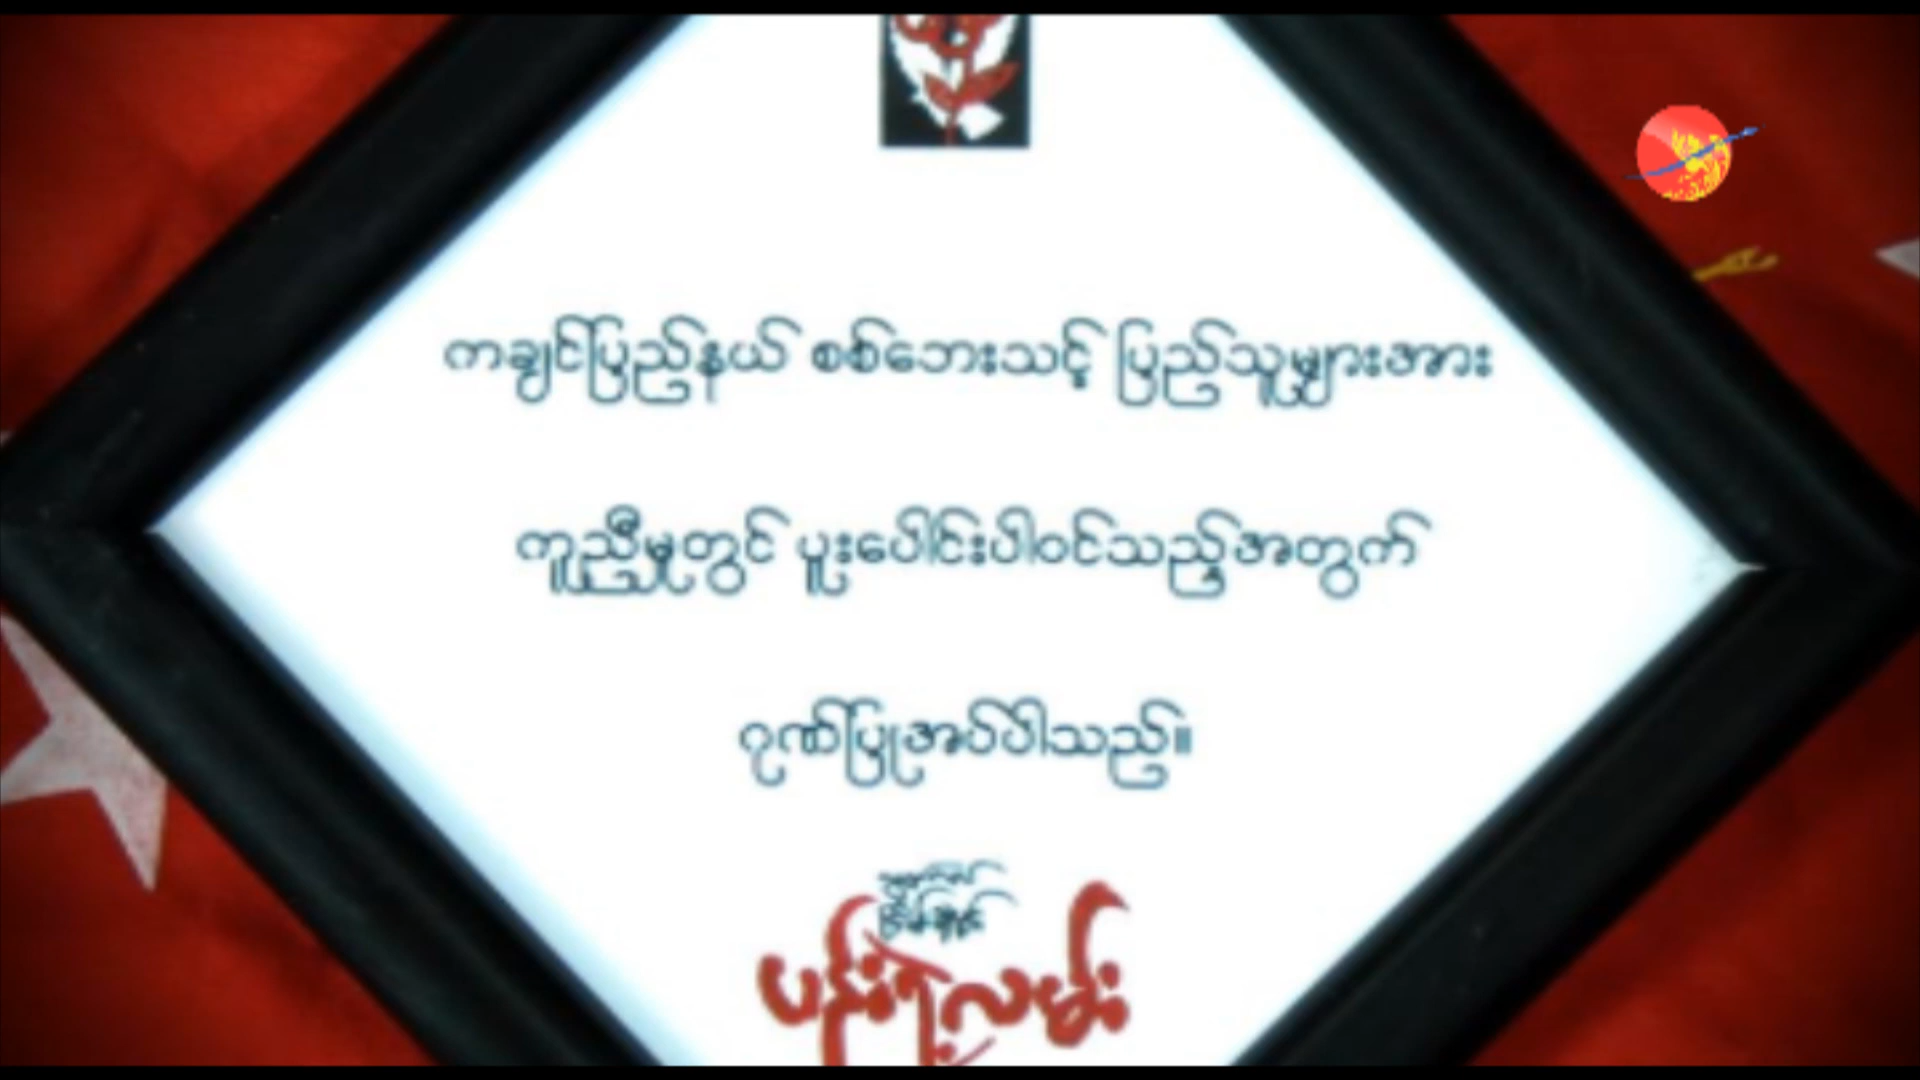 ကချင်ပြည်နယ် စစ်ဘေးသင့် ပြည်သူများအား
ကူညီမှုတွင် ပူးပေါင်းပါဝင်သည့်အတွက်
ဂုဏ်ပြုအပ်ပါသည်။
ပန်းရဲ့လမ်း